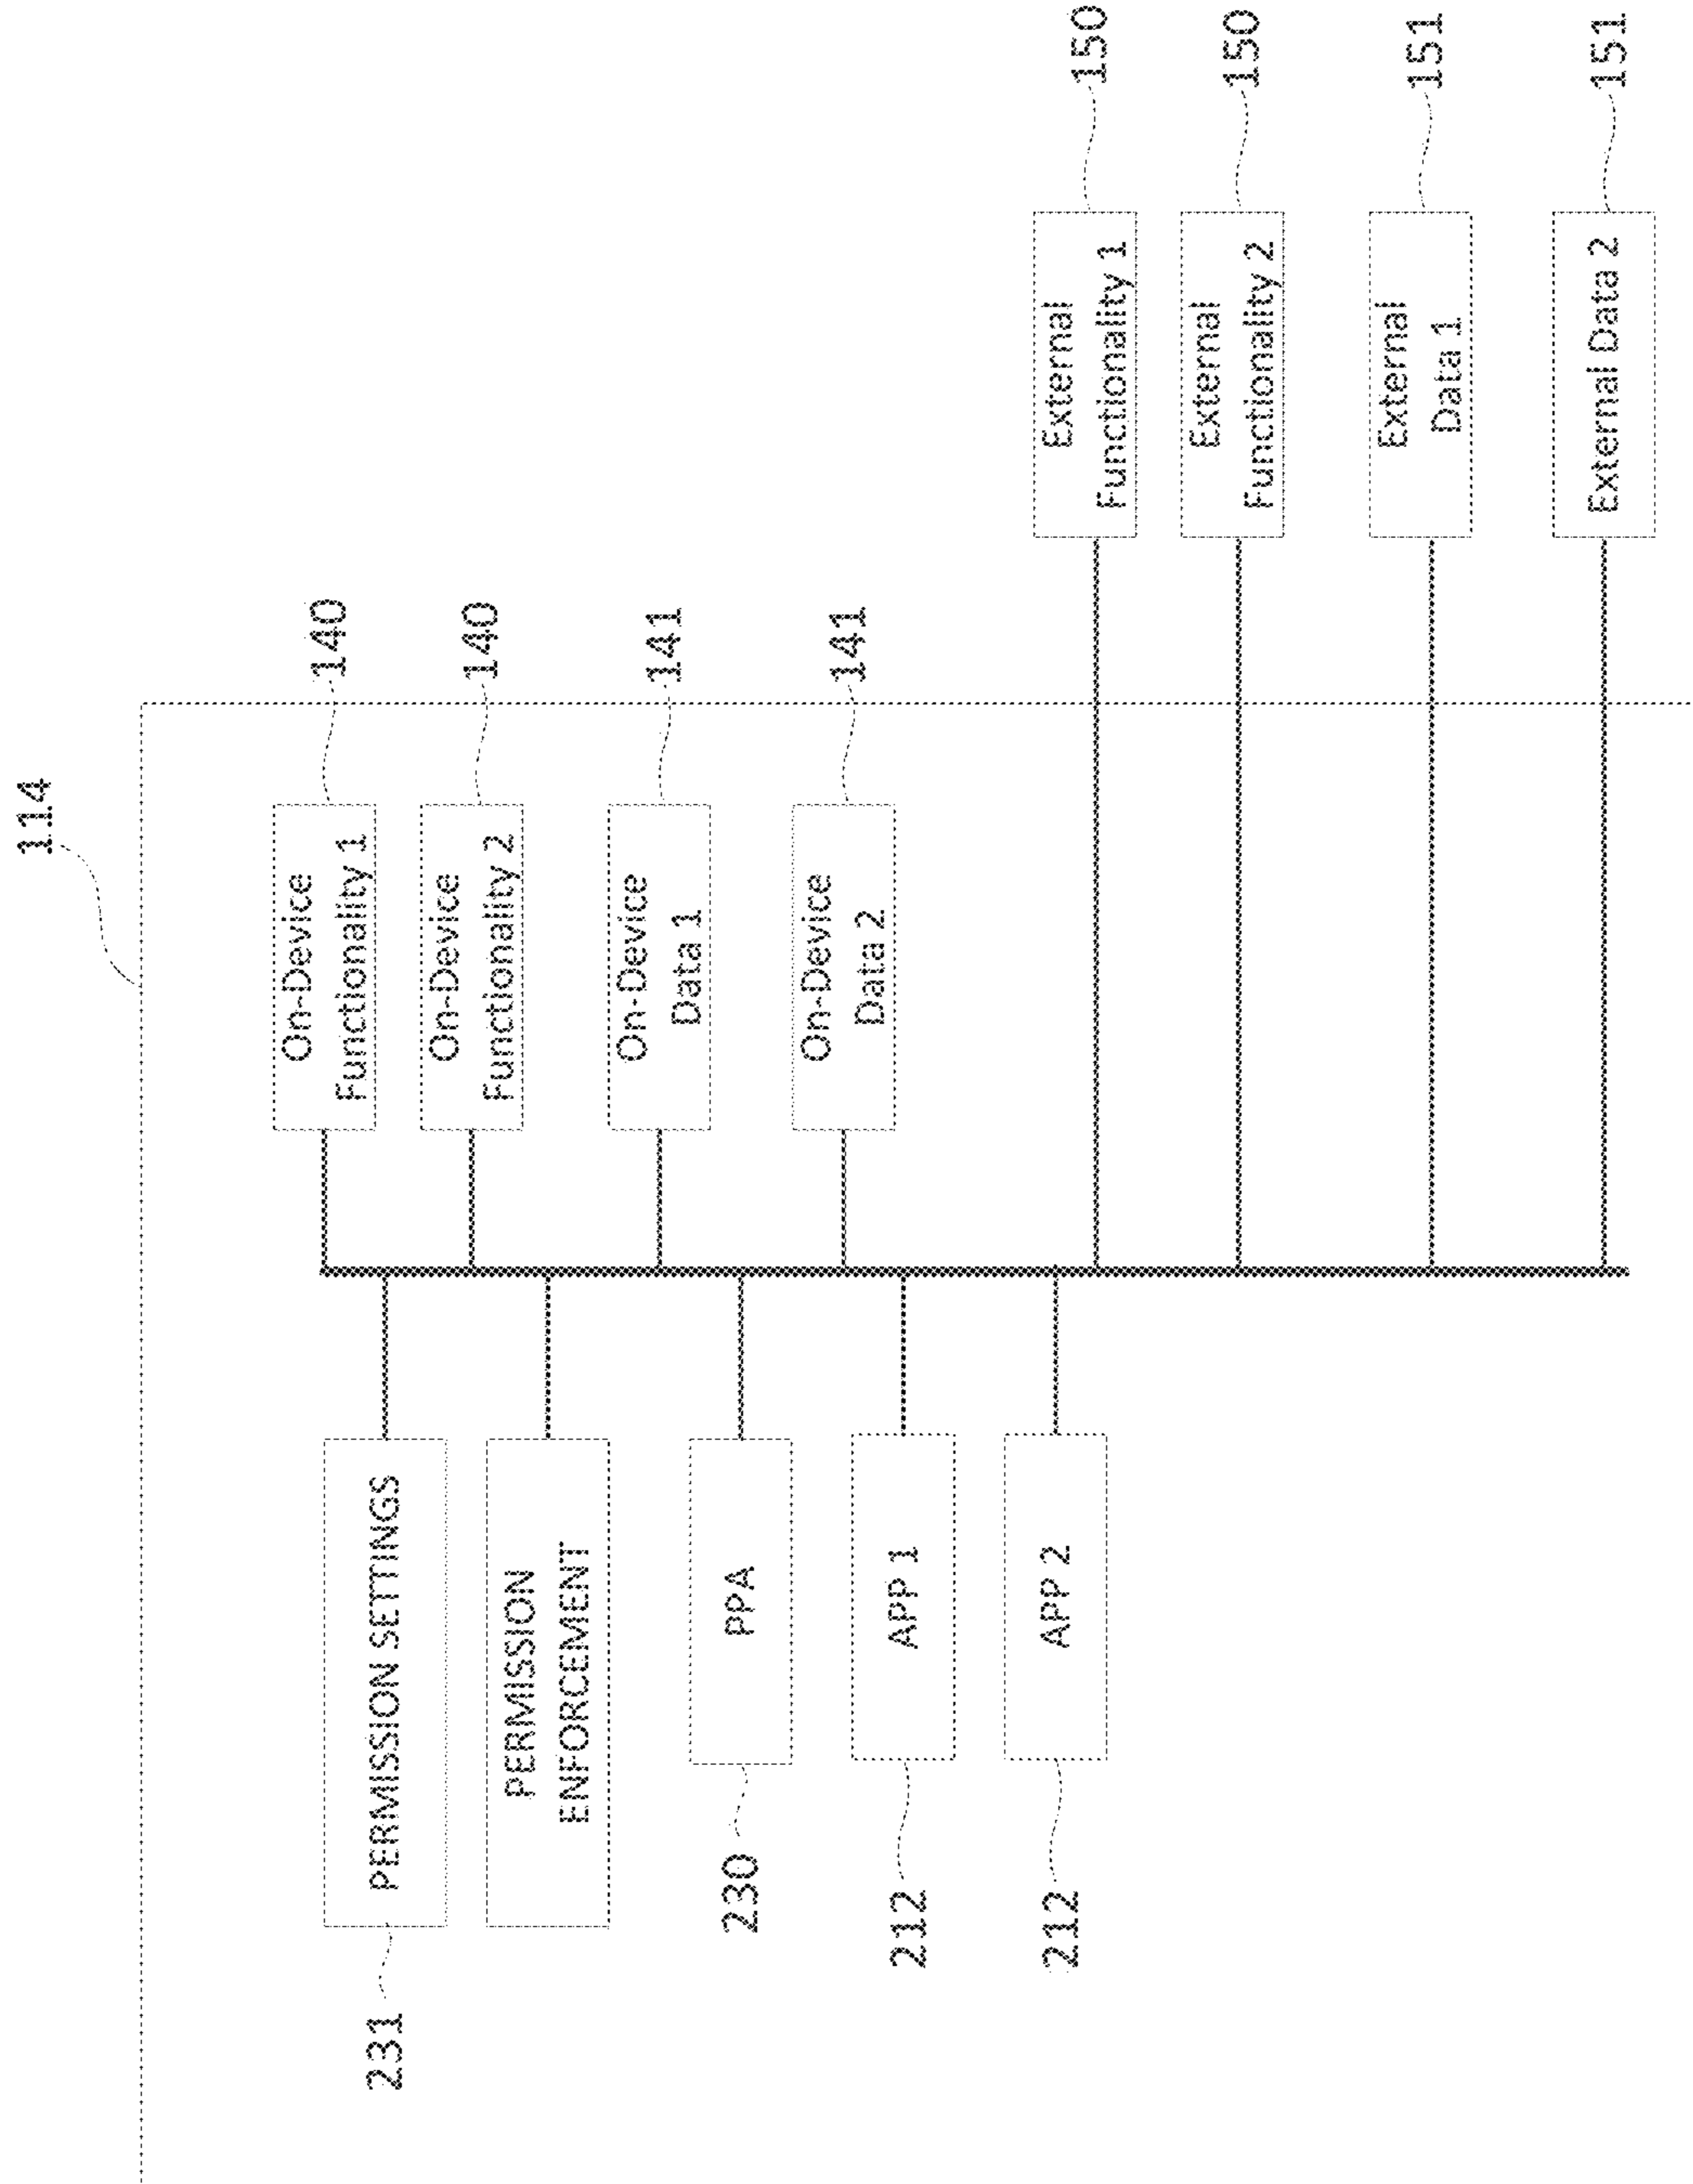 114
On-Device
Functionality 1
140
On-Device
Functionality 2
140
On-Device
Data 1
141
On-Device
Data 2
141
External
Functionality 1
150
External
Functionality 2
150
External
Data 1
151
External Data 2
151
231
PERMISSION SETTINGS
PERMISSION
ENFORCEMENT
230
PPA
212
APP 1
212
APP 2